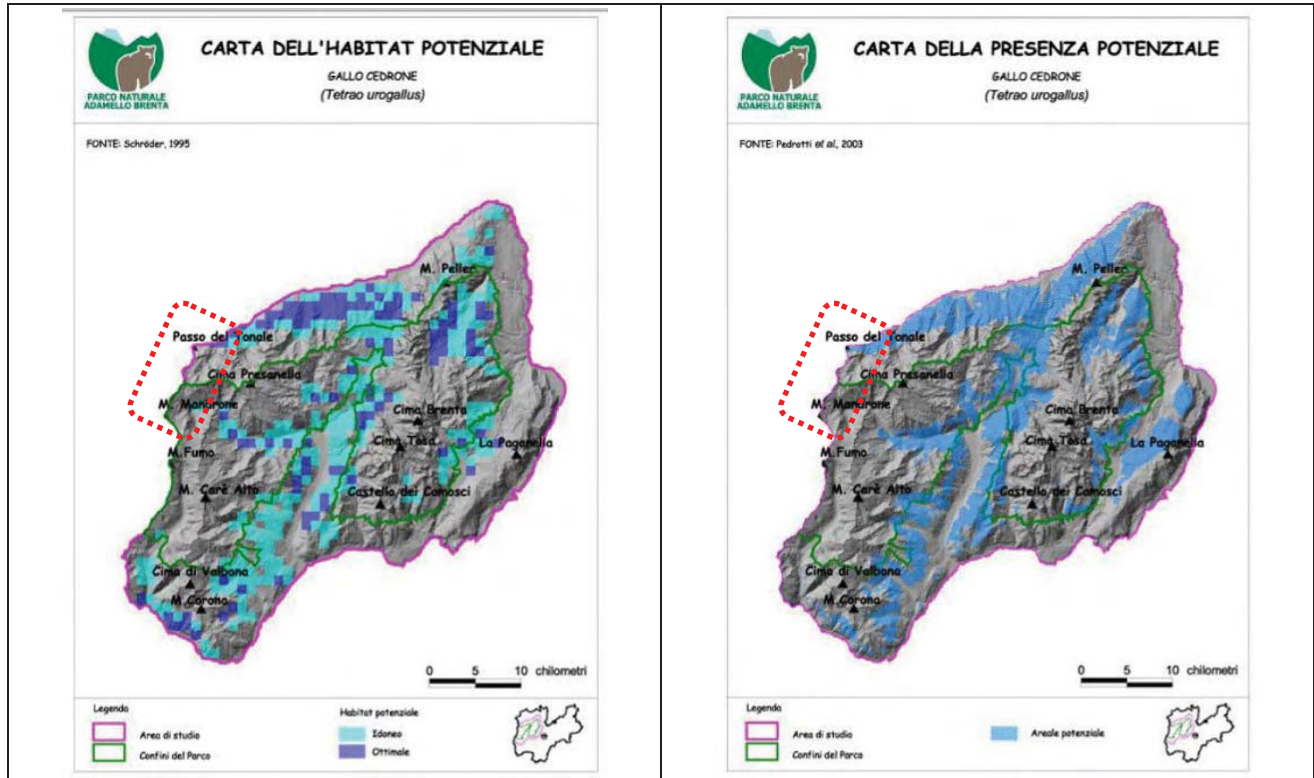 PARCO NATURALE
ADAMELLO BRENTA
CARTA DELL'HABITAT POTENZIALE
GALLO CEDRONE
(Tetrao urogallus)
FONTE: Schröder, 1995
M. Peller
Passo del Tonale
Cima Presanella
M. Mandrone
Cima Brenta
Cima Tosa
La Paganella
M.Fumo
M. Carè Alto
Castello dei Camosci
Cima di Valbona
M.Corona
0 5 10 chilometri
Legenda
Area di studio
Confini del Parco
Habitat potenziale
Idoneo
Ottimale
PARCO NATURALE
ADAMELLO BRENTA
CARTA DELLA PRESENZA POTENZIALE
GALLO CEDRONE
(Tetrao urogallus)
FONTE: Pedrotti et al., 2003
M. Peller
Passo del Tonale
Cima Presanella
M. Mandrone
Cima Brenta
Cima Tosa
La Paganella
M.Fumo
M. Carè Alto
Castello dei Camosci
Cima di Valbona
M.Corona
0 5 10 chilometri
Legenda
Area di studio
Confini del Parco
Areale potenziale